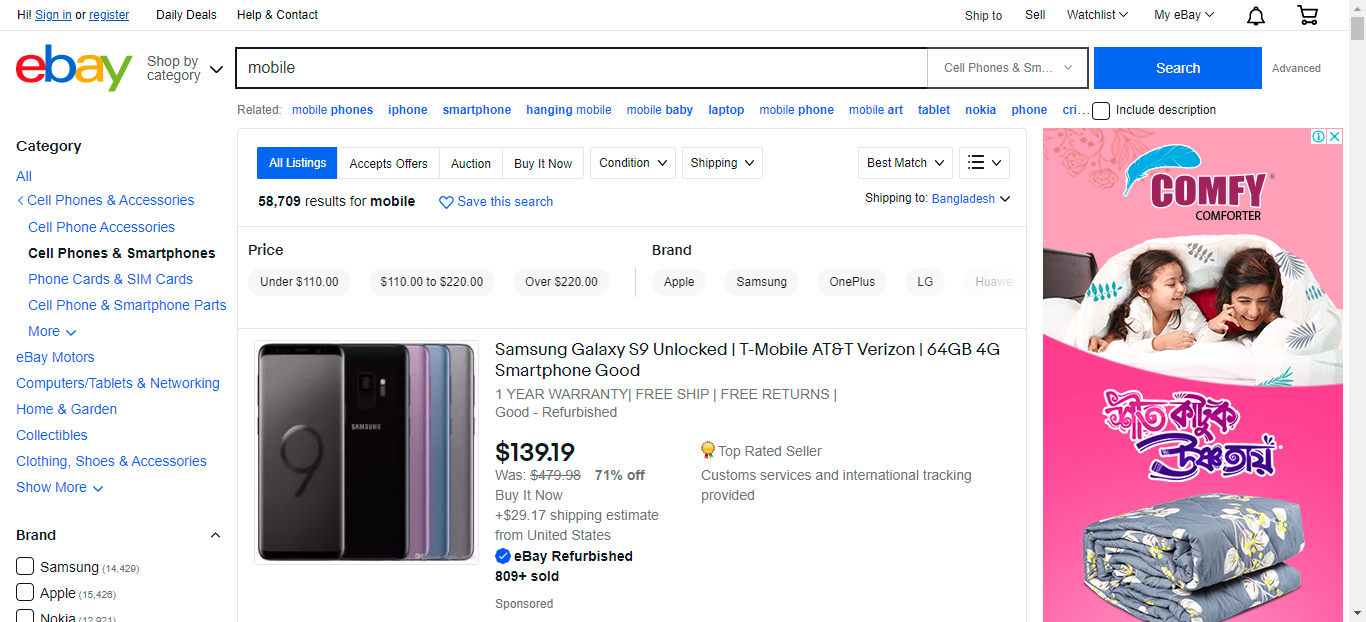 Hi! Sign in or register
Daily Deals
Help & Contact
Ship to
Sell
Watchlist
My eBay
ebay
Shop by
category
mobile
Cell Phones & Sm...
Search
Advanced
Related: mobile phones iphone smartphone hanging mobile mobile baby laptop mobile phone mobile art tablet nokia phone cri...
Include description
Category
All
Cell Phones & Accessories
Cell Phone Accessories
Cell Phones & Smartphones
Phone Cards & SIM Cards
Cell Phone & Smartphone Parts
More
eBay Motors
Computers/Tablets & Networking
Home & Garden
Collectibles
Clothing, Shoes & Accessories
Show More
Brand
Samsung (14,429)
Apple (15,426)
Nokia (12,921)
All Listings
Accepts Offers
Auction
Buy It Now
Condition
Shipping
Best Match
58,709 results for mobile
Save this search
Shipping to: Bangladesh
Price
Under $110.00
$110.00 to $220.00
Over $220.00
Brand
Apple
Samsung
OnePlus
LG
Huawei
SAMSUNG
9
Samsung Galaxy S9 Unlocked | T-Mobile AT&T Verizon | 64GB 4G
Smartphone Good
1 YEAR WARRANTY| FREE SHIP | FREE RETURNS |
Good - Refurbished
$139.19
Was: $479.98 71% off
Buy It Now
+$29.17 shipping estimate
from United States
eBay Refurbished
809+ sold
Sponsored
Top Rated Seller
Customs services and international tracking
provided
COMFY
COMFORTER
শীত কাটুক
উষ্ণতায়